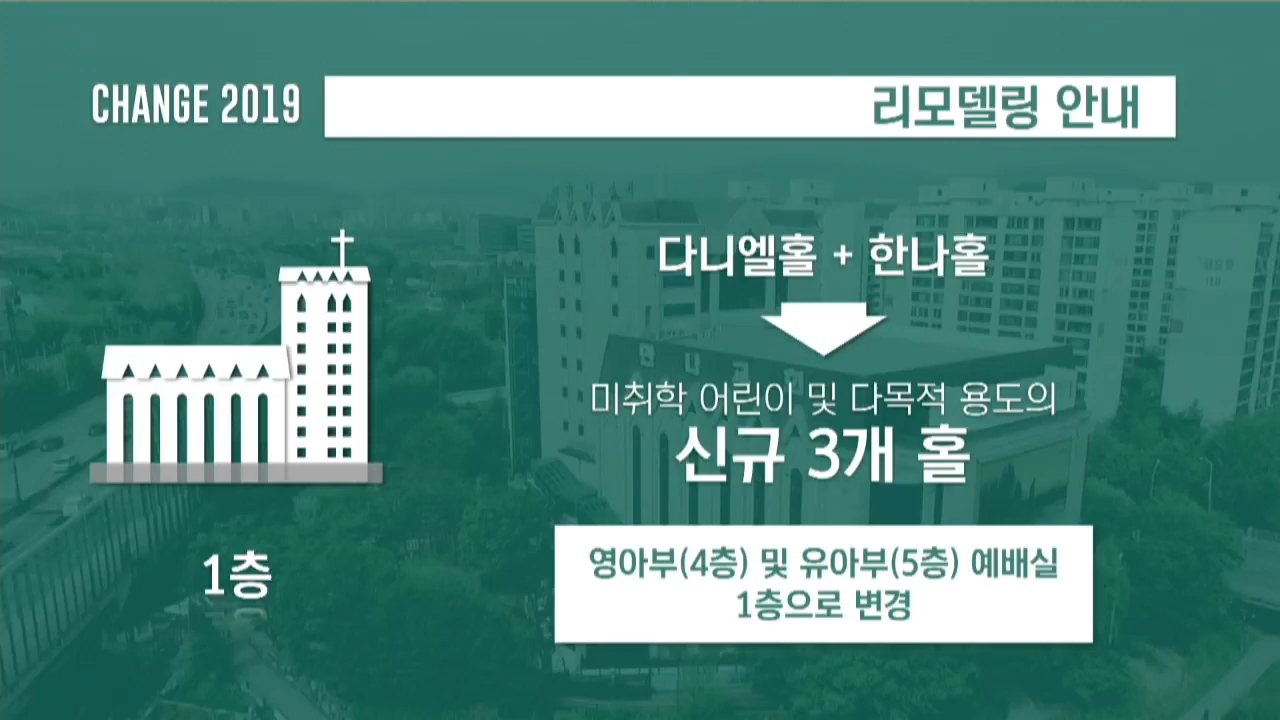 CHANGE 2019
리모델링 안내
다니엘홀 + 한나홀
미취학 어린이 및 다목적 용도의
신규 3개 홀
영아부(4층) 및 유아부(5층) 예배실
1층으로 변경
1층